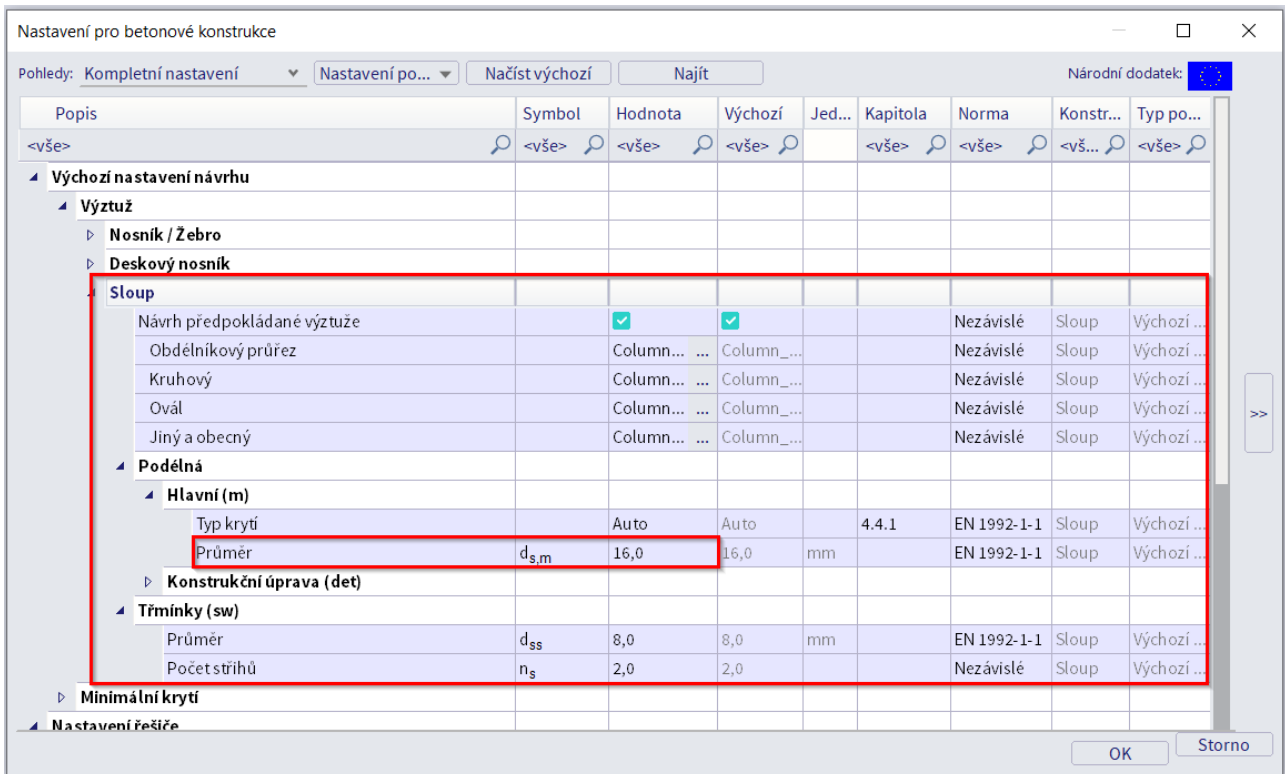 Nastavení pro betonové konstrukce
Pohledy: Kompletní nastavení Nastavení po... Načíst výchozí Najít Národní dodatek:
Popis Symbol Hodnota Výchozí Jed... Kapitola Norma Konstr... Typ po...
<vše> <vše> <vše> <vše> <vše> <vše> <vš... <vše>
Výchozí nastavení návrhu
Výztuž
Nosník / Žebro
Deskový nosník
Sloup
Návrh předpokládané výztuže Nezávislé Sloup Výchozí ...
Obdélníkový průřez Column... ... Column_... Nezávislé Sloup Výchozí ...
Kruhový Column... ... Column_... Nezávislé Sloup Výchozí ...
Ovál Column... ... Column_... Nezávislé Sloup Výchozí ...
Jiný a obecný Column... ... Column_... Nezávislé Sloup Výchozí ...
>>
Podélná
Hlavní (m)
Typ krytí Auto Auto 4.4.1 EN 1992-1-1 Sloup Výchozí ...
Průměr ds,m 16,0 16,0 mm EN 1992-1-1 Sloup Výchozí ...
Konstrukční úprava (det)
Třmínky (sw)
Průměr dss 8,0 8,0 mm EN 1992-1-1 Sloup Výchozí ...
Počet střihů ns 2,0 2,0 Nezávislé Sloup Výchozí ...
Minimální krytí
Nastavení řešiče
OK Storno